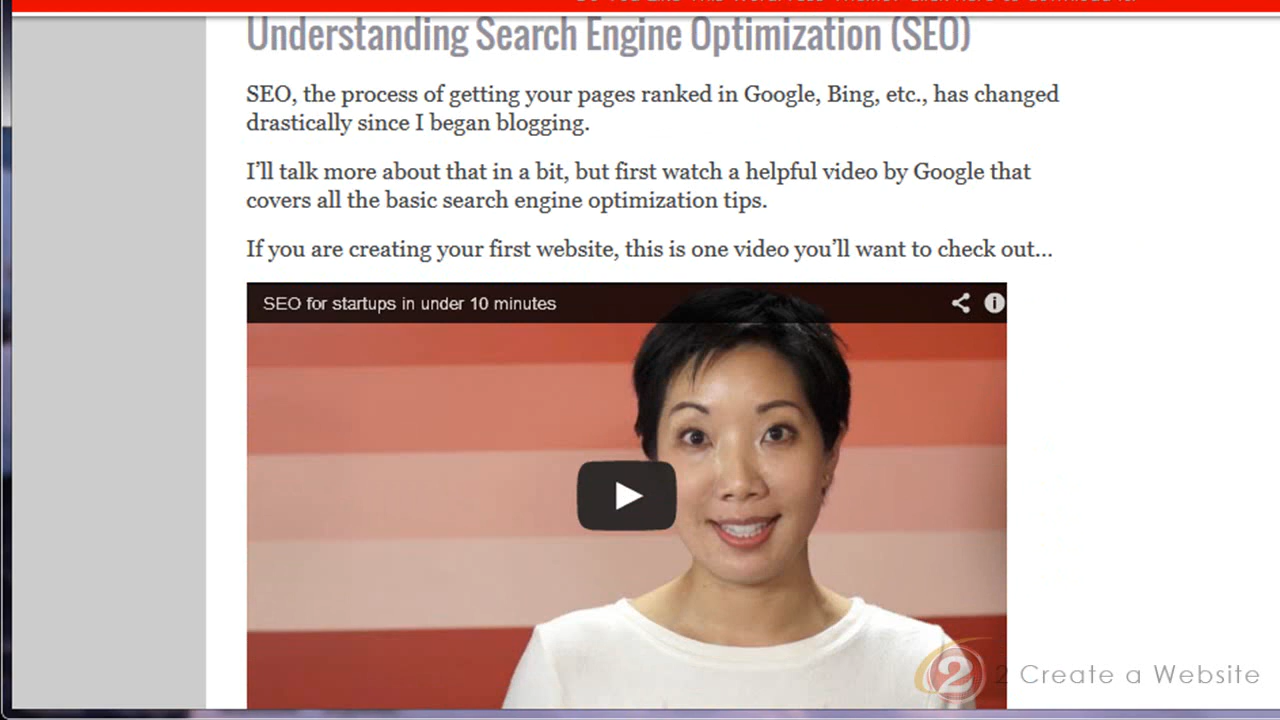 Understanding Search Engine Optimization (SEO)
SEO, the process of getting your pages ranked in Google, Bing, etc., has changed
drastically since I began blogging.
I'll talk more about that in a bit, but first watch a helpful video by Google that
covers all the basic search engine optimization tips.
If you are creating your first website, this is one video you'll want to check out...
SEO for startups in under 10 minutes
2
2 Create a Website